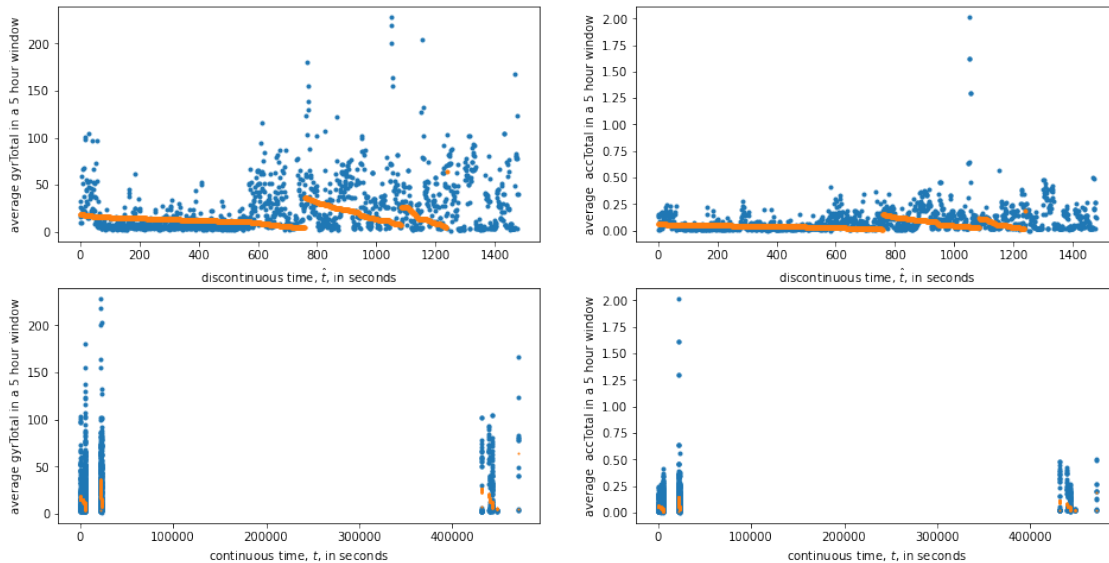 average gyrTotal in a 5 hour window
200
150
100
50
0
0 200 400 600 800 1000 1200 1400
discontinuous time, t̂, in seconds
average accTotal in a 5 hour window
2.00
1.75
1.50
1.25
1.00
0.75
0.50
0.25
0.00
0 200 400 600 800 1000 1200 1400
discontinuous time, t̂, in seconds
average gyrTotal in a 5 hour window
200
150
100
50
0
0 100000 200000 300000 400000
continuous time, t, in seconds
average accTotal in a 5 hour window
2.00
1.75
1.50
1.25
1.00
0.75
0.50
0.25
0.00
0 100000 200000 300000 400000
continuous time, t, in seconds